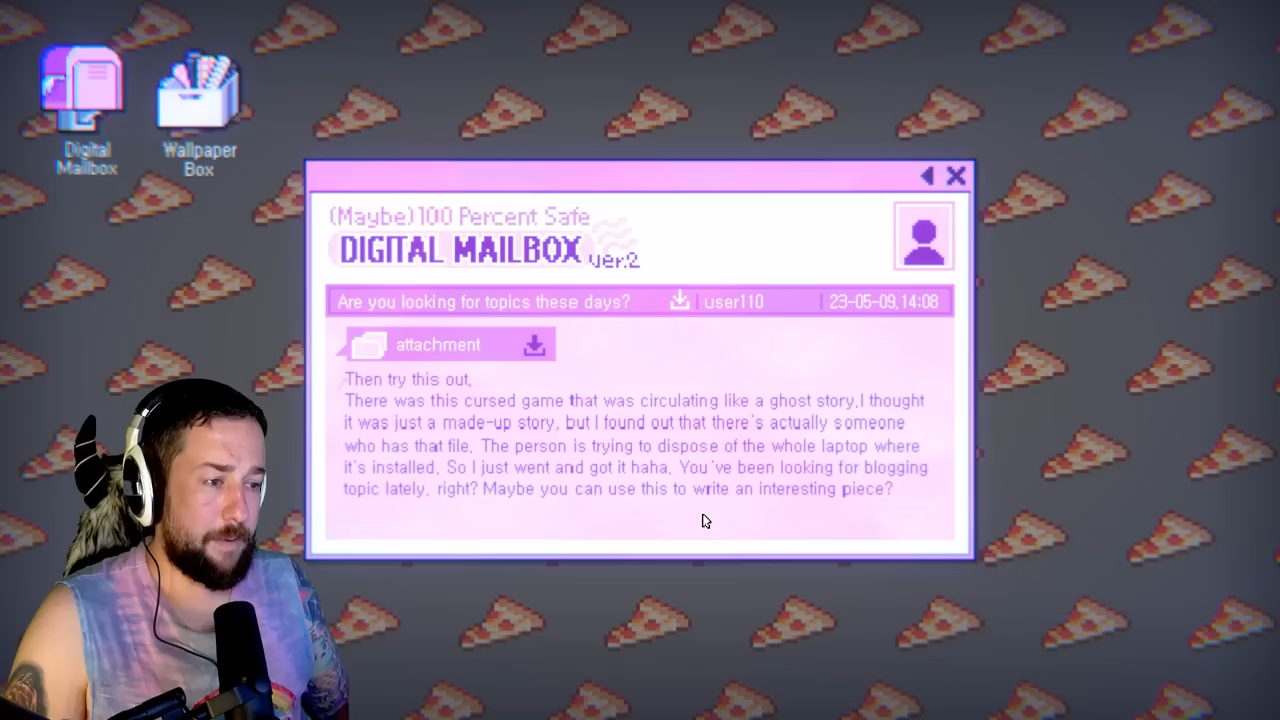 Digital
Mailbox
Wallpaper
Box
(Maybe)100 Percent Safe
DIGITAL MAILBOX ver.2
Are you looking for topics these days? | user110 | 23-05-09,14:08
attachment
Then try this out,
There was this cursed game that was circulating like a ghost story,I thought
it was just a made-up story, but I found out that there's actually someone
who has that file, The person is trying to dispose of the whole laptop where
it's installed, So I just went and got it haha, You've been looking for blogging
topic lately, right? Maybe you can use this to write an interesting piece?